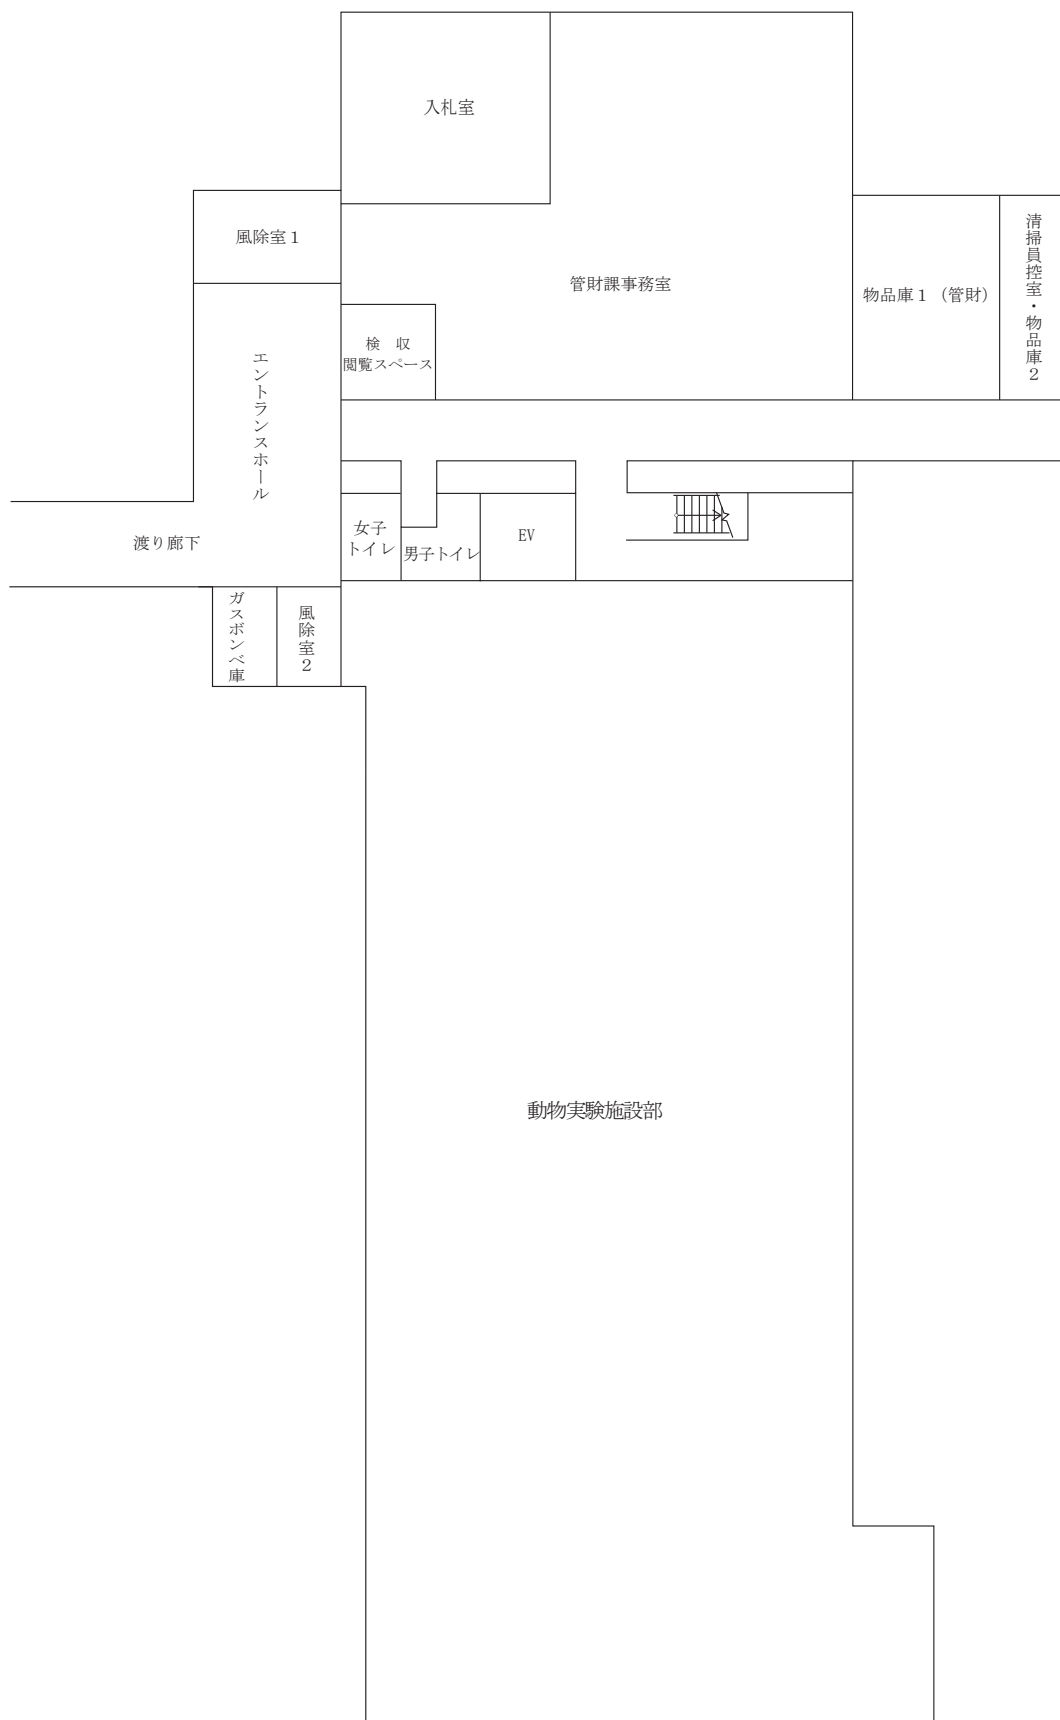 入札室
風除室１
管財課事務室
物品庫１（管財）
清掃員控室・物品庫２
検　収
閲覧スペース
エントランスホール
渡り廊下
女子
トイレ
男子トイレ
EV
ガスボンベ庫
風除室２
動物実験施設部